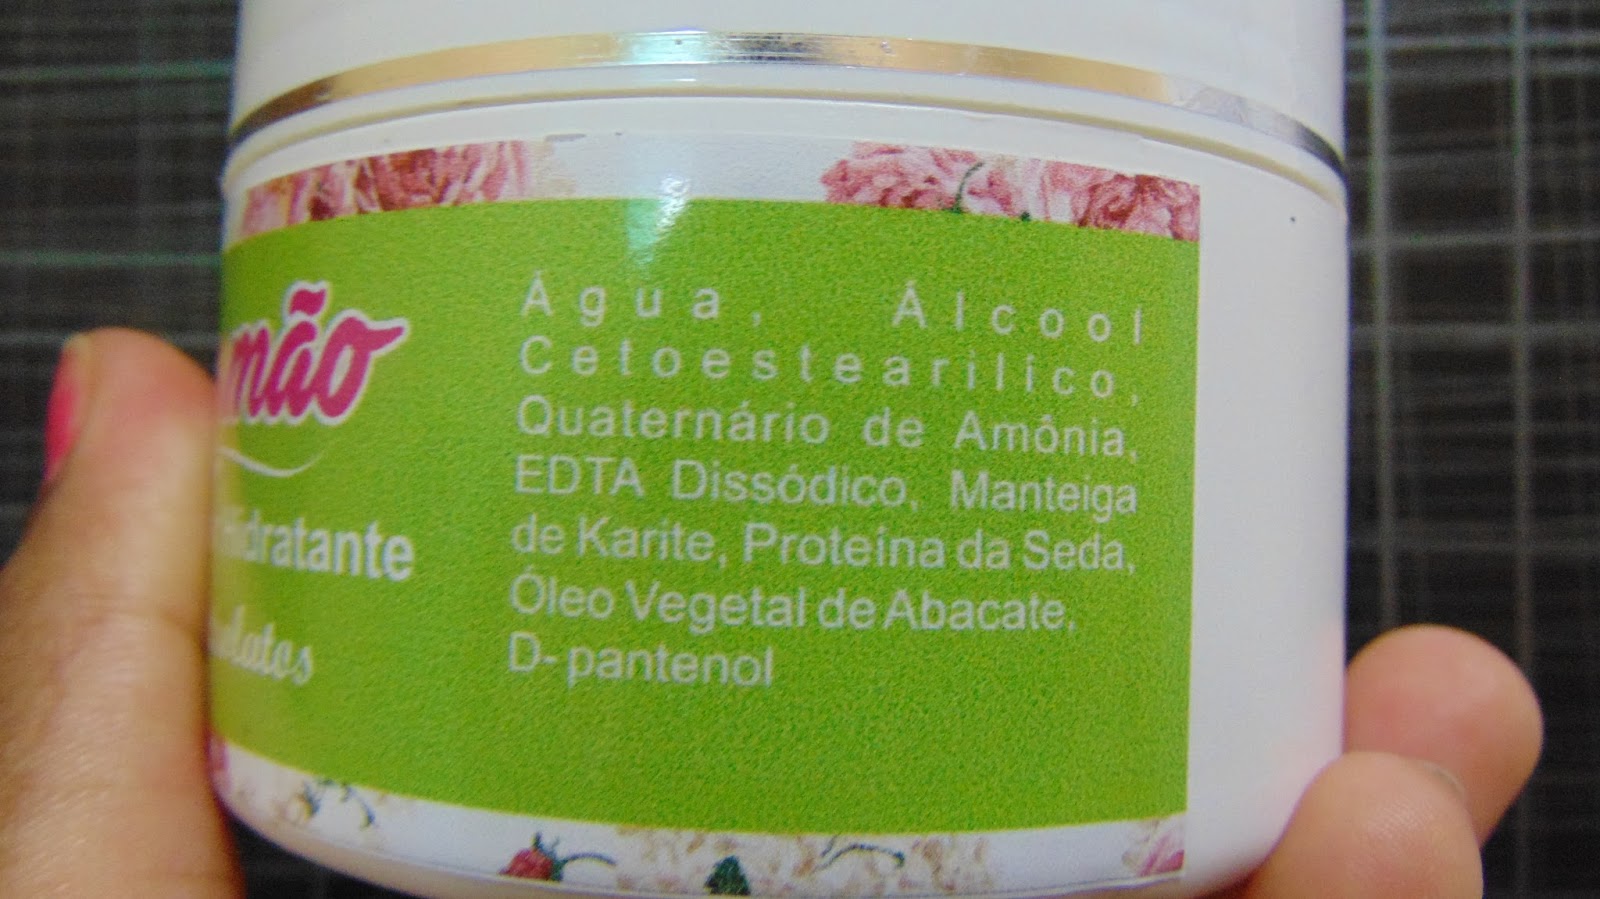 mão
Hidratante
Água, Álcool
Cetoestearilico,
Quaternário de Amônia,
EDTA Dissódico, Manteiga
de Karite, Proteína da Seda,
Óleo Vegetal de Abacate,
D- pantenol